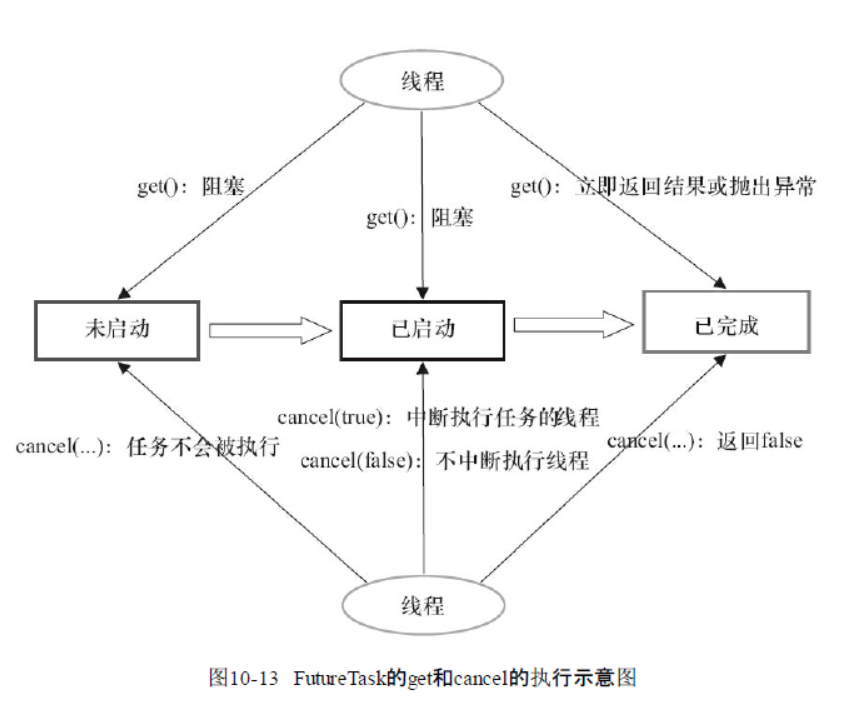 线程
get()：阻塞
get()：立即返回结果或抛出异常
get()：阻塞
未启动
已启动
已完成
cancel(true)：中断执行任务的线程
cancel(...)：任务不会被执行
cancel(...)：返回false
cancel(false)：不中断执行线程
线程
图10-13 FutureTask的get和cancel的执行示意图